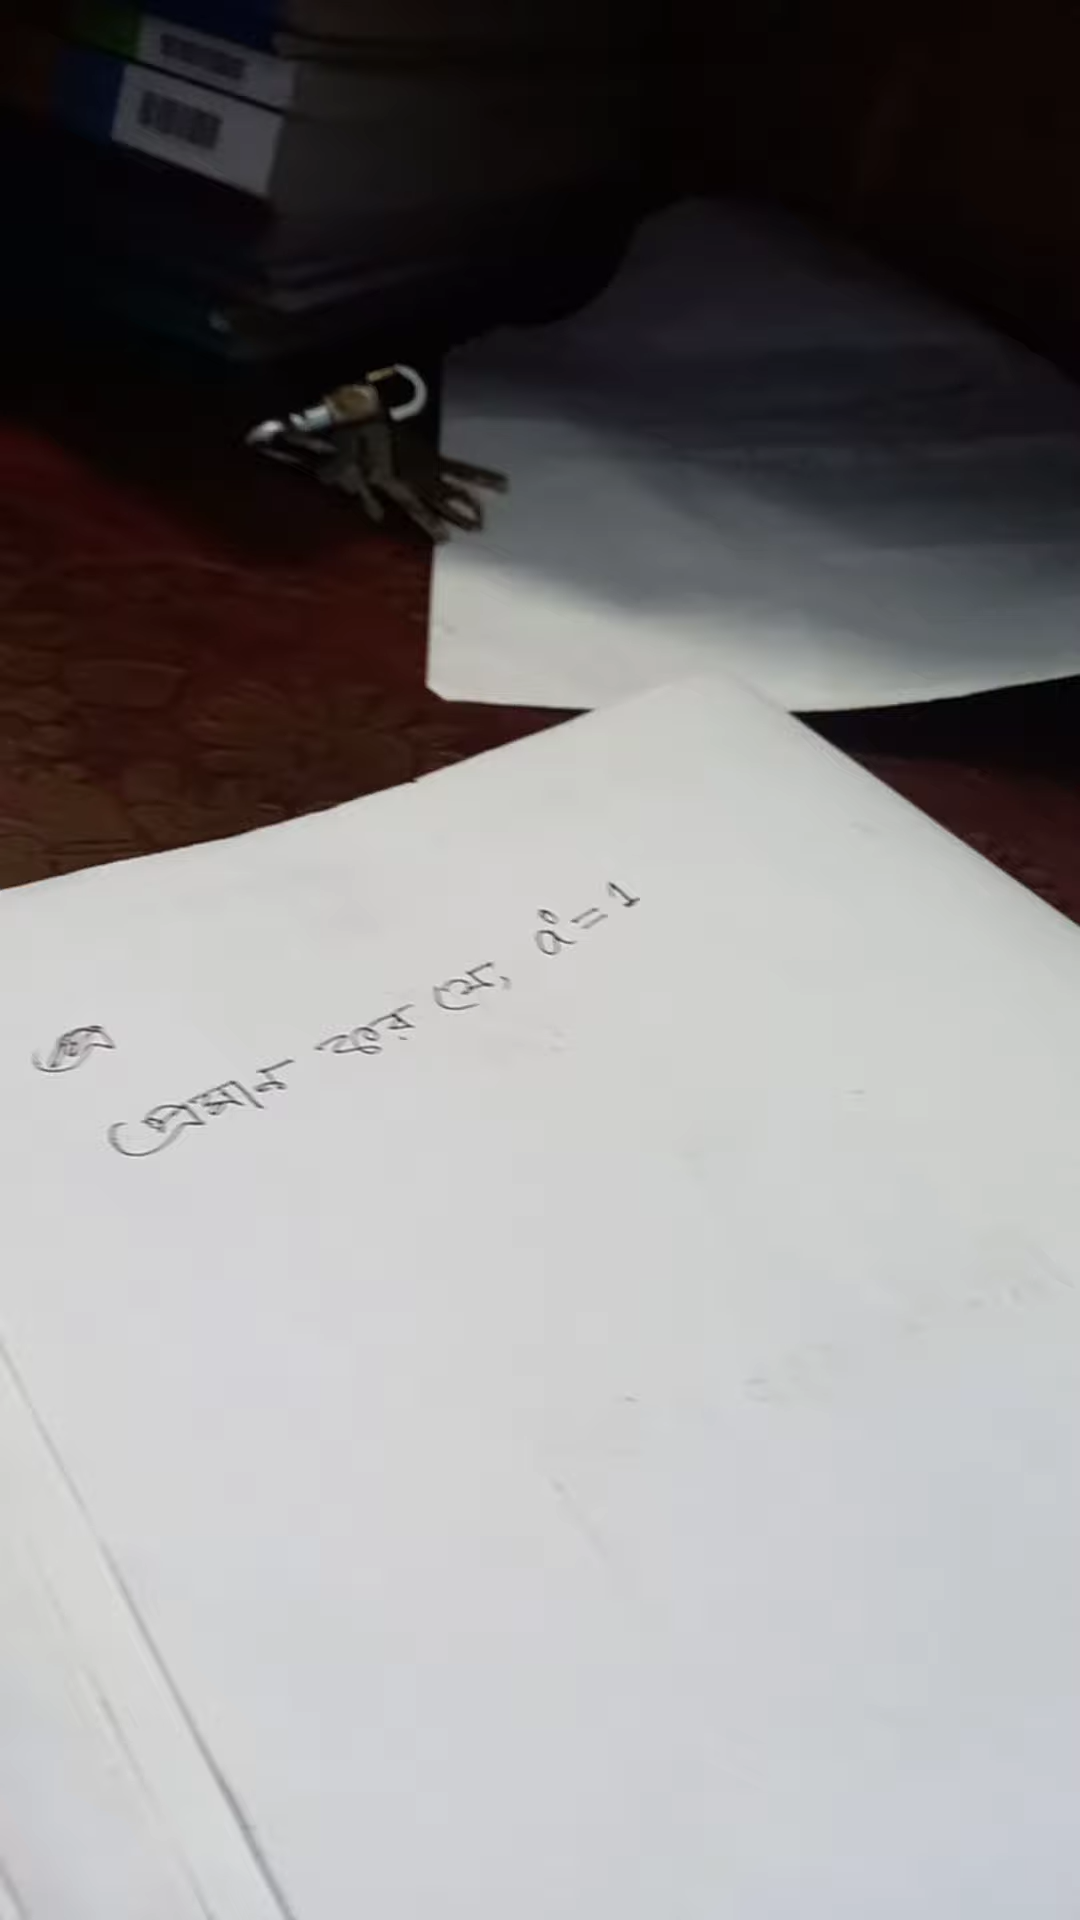 প্রমান কর যে, a⁰ = 1